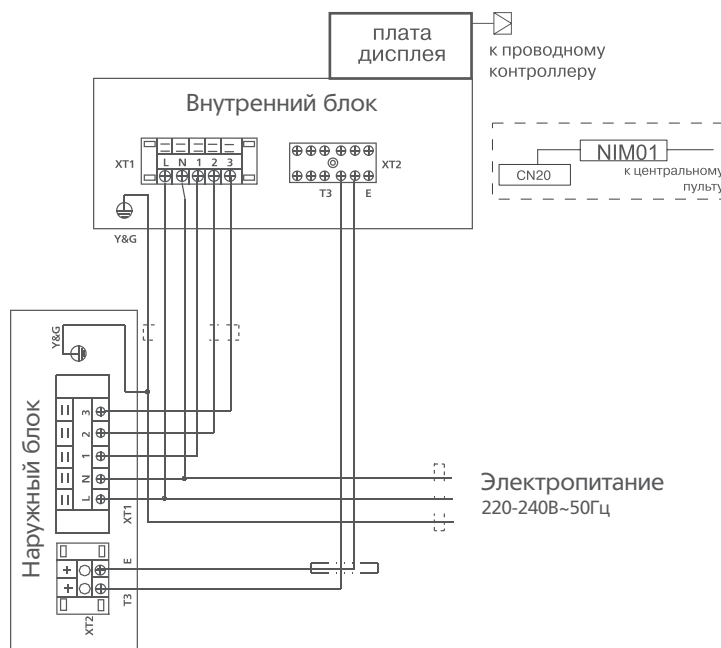 плата
дисплея
к проводному
контроллеру
Внутренний блок
XT1
L N 1 2 3
XT2
T3 E
Y&G
NIM01
CN20
к центральному
пульту
Наружный блок
Y&G
3
2
1
N
L
XT1
E
T3
XT2
Электропитание
220-240В~50Гц